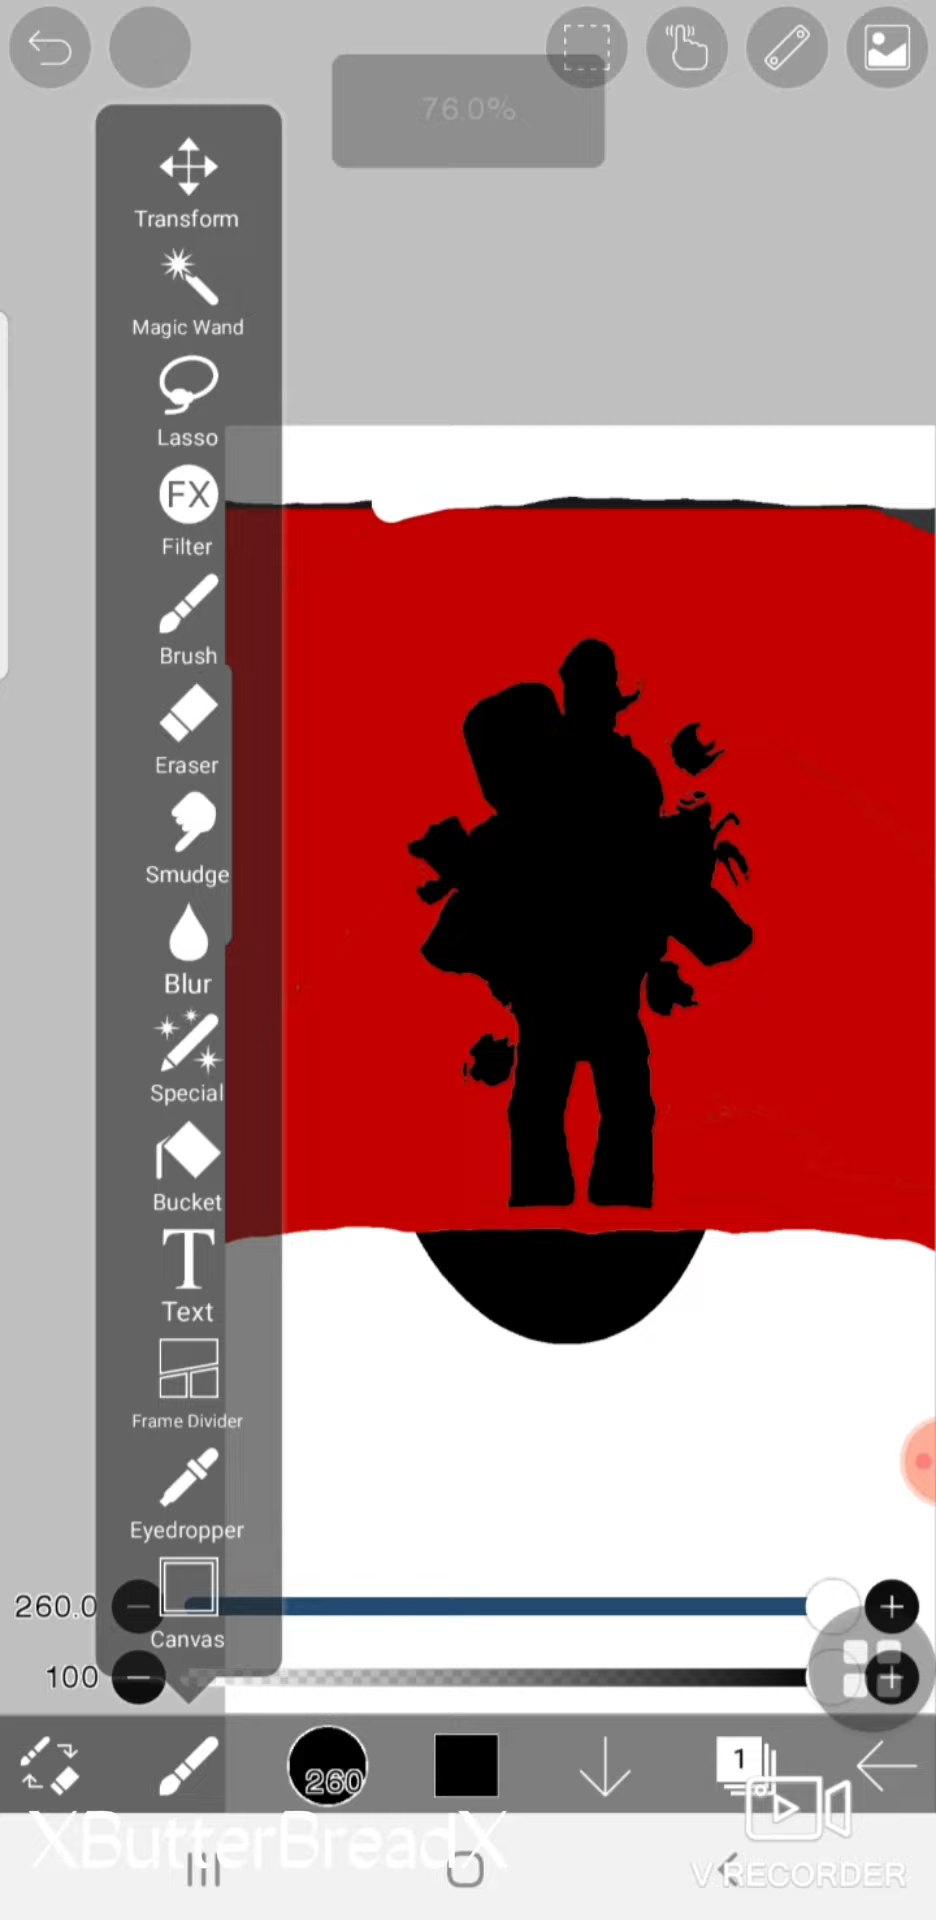 76.0%
Transform
Magic Wand
Lasso
FX
Filter
Brush
Eraser
Smudge
Blur
Special
Bucket
T
Text
Frame Divider
Eyedropper
260.0
Canvas
100
260
1
XButterBreadX
V RECORDER